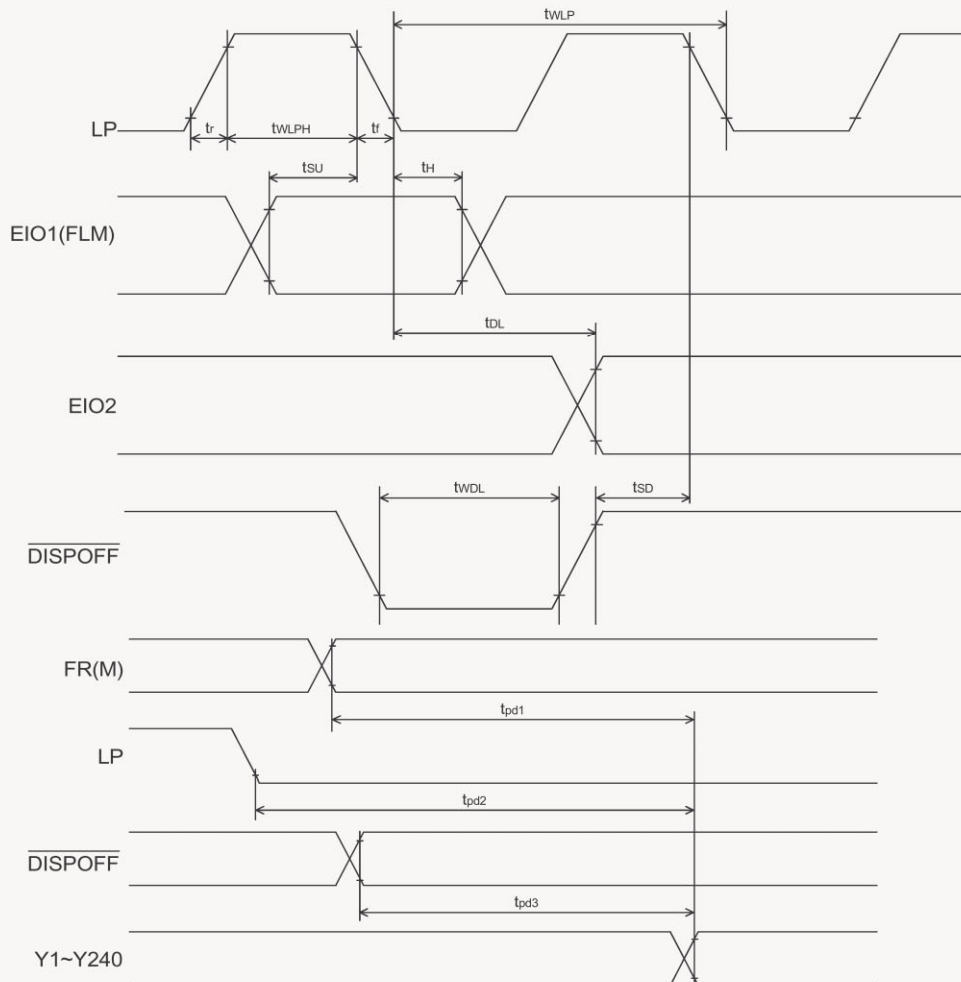 tWLP
LP
tr
tWLPH
tf
tSU
tH
EIO1(FLM)
tDL
EIO2
tWDL
tSD
DISPOFF
FR(M)
tpd1
LP
tpd2
DISPOFF
tpd3
Y1~Y240